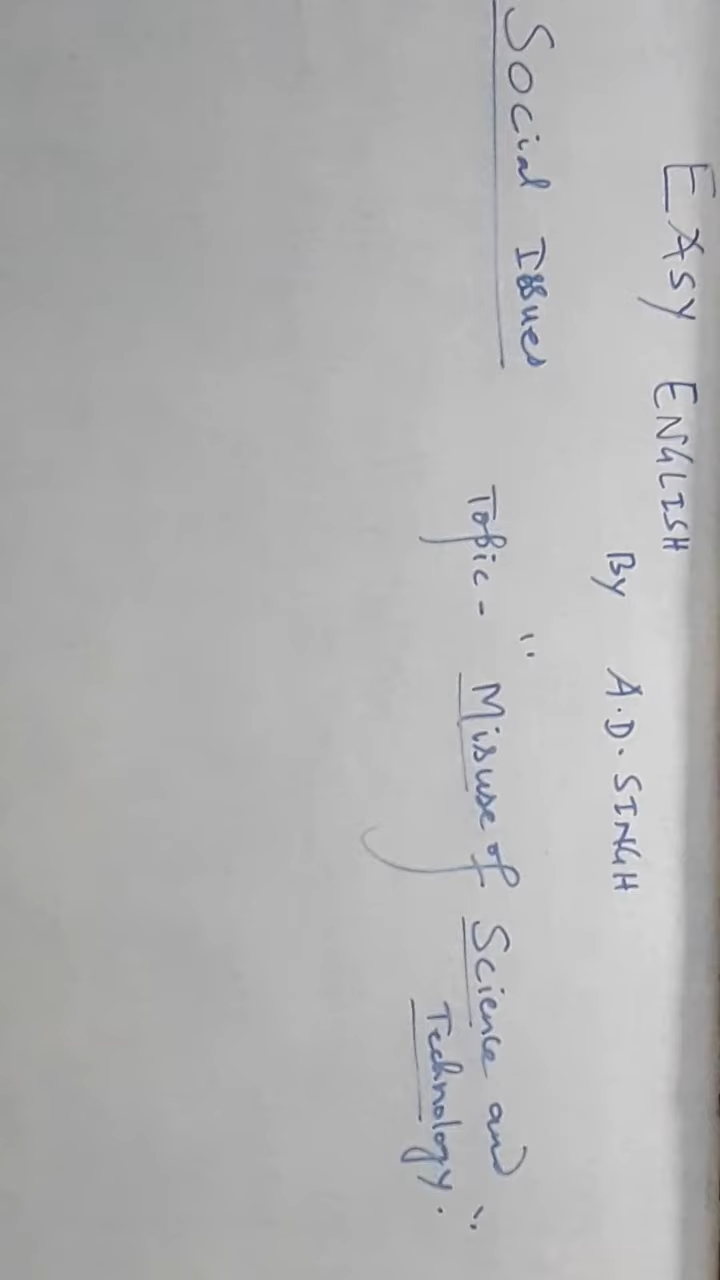 EASY ENGLISH
By A.D. SINGH
Social Issues
Topic - " Misuse of Science and
Technology. "